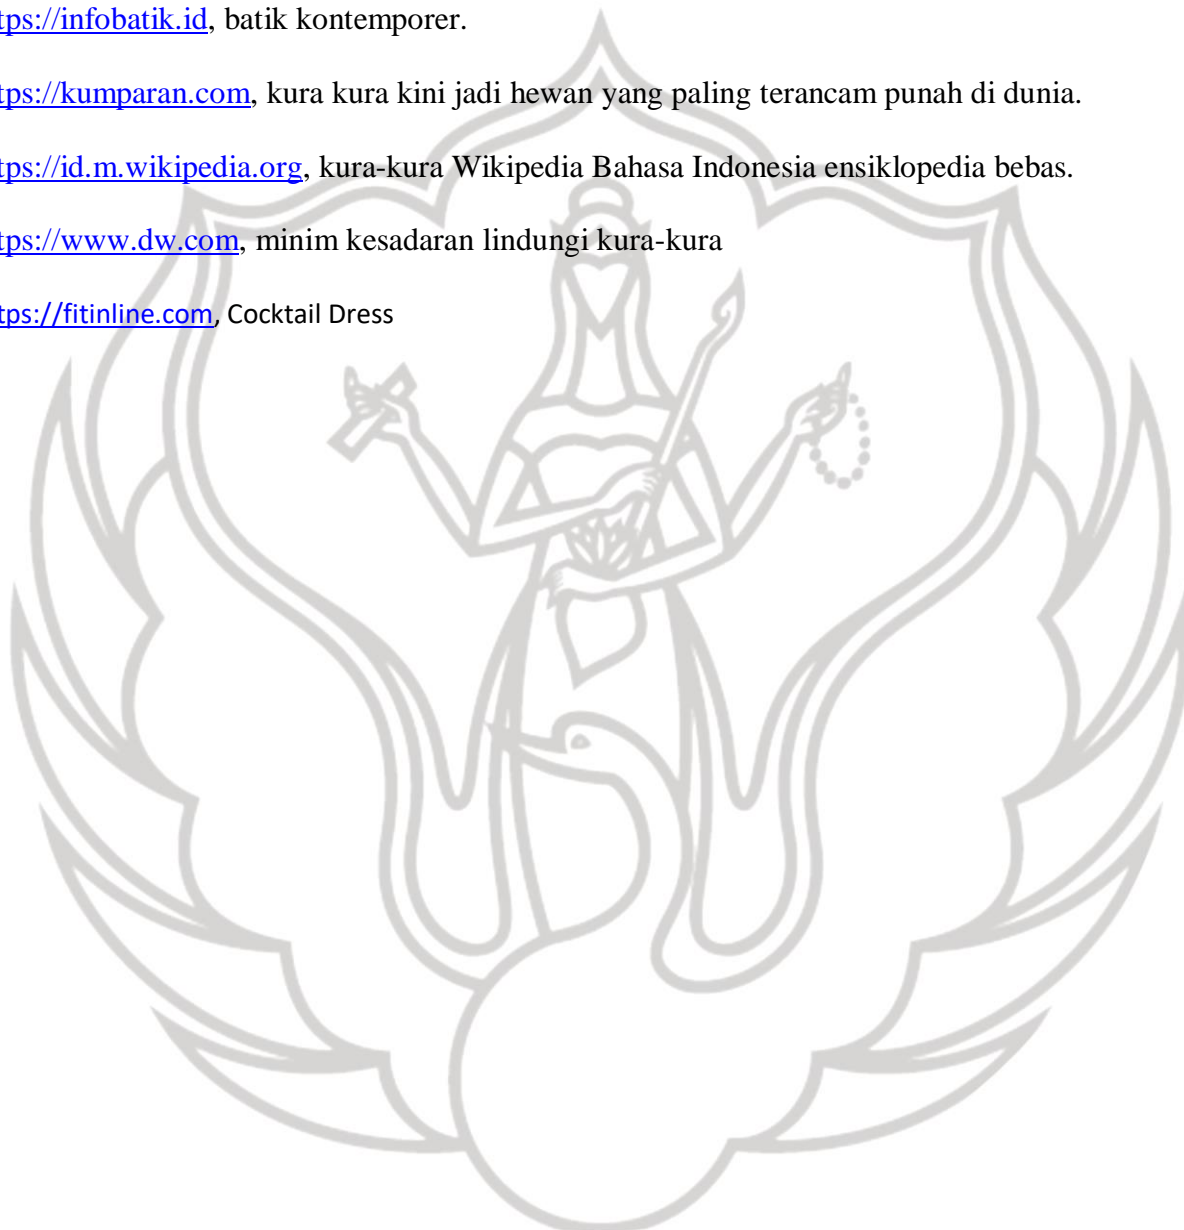 tps://infobatik.id, batik kontemporer.
tps://kumparan.com, kura kura kini jadi hewan yang paling terancam punah di dunia.
tps://id.m.wikipedia.org, kura-kura Wikipedia Bahasa Indonesia ensiklopedia bebas.
tps://www.dw.com, minim kesadaran lindungi kura-kura
tps://fitinline.com, Cocktail Dress